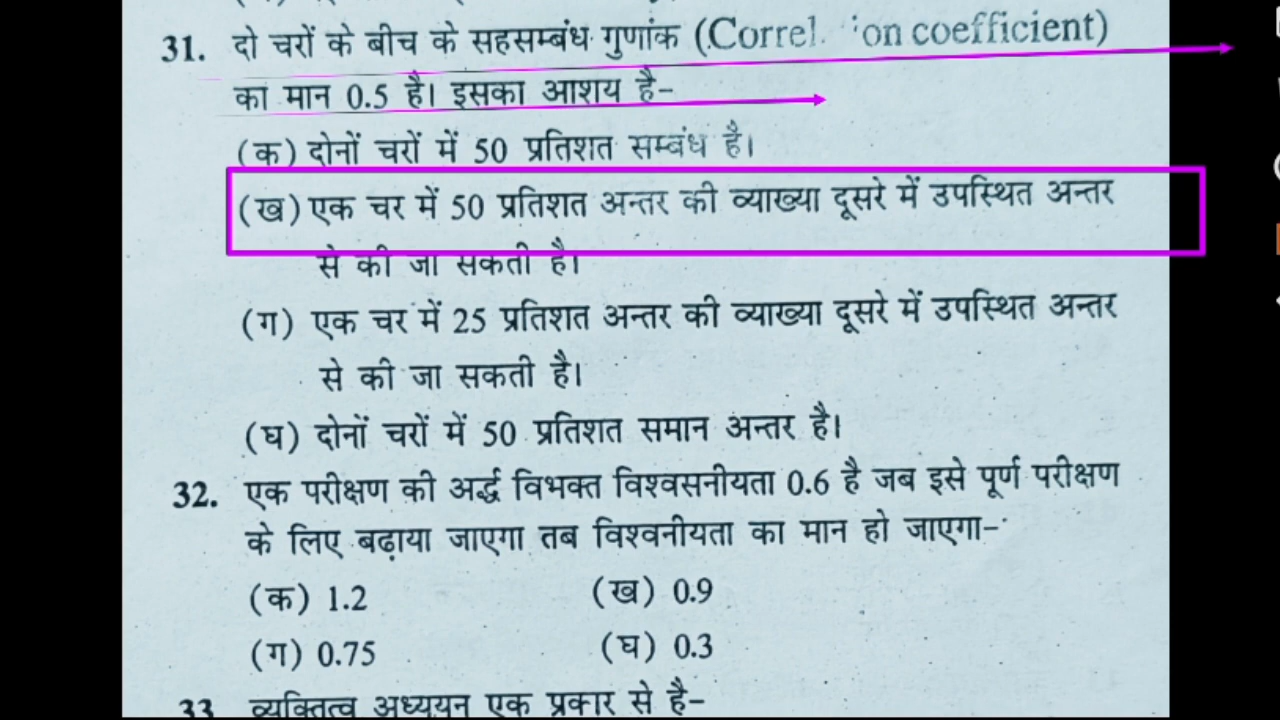 31. दो चरों के बीच के सहसम्बंध गुणांक (Correl on coefficient)
का मान 0.5 है। इसका आशय है-
(क) दोनों चरों में 50 प्रतिशत सम्बंध है।
(ख) एक चर में 50 प्रतिशत अन्तर की व्याख्या दूसरे में उपस्थित अन्तर
से की जा सकती है।
(ग) एक चर में 25 प्रतिशत अन्तर की व्याख्या दूसरे में उपस्थित अन्तर
से की जा सकती है।
(घ) दोनों चरों में 50 प्रतिशत समान अन्तर है।
32. एक परीक्षण की अर्द्ध विभक्त विश्वसनीयता 0.6 है जब इसे पूर्ण परीक्षण
के लिए बढ़ाया जाएगा तब विश्वनीयता का मान हो जाएगा-
(क) 1.2 (ख) 0.9
(ग) 0.75 (घ) 0.3
33 व्यक्तित्व अध्ययन एक प्रकार से है-